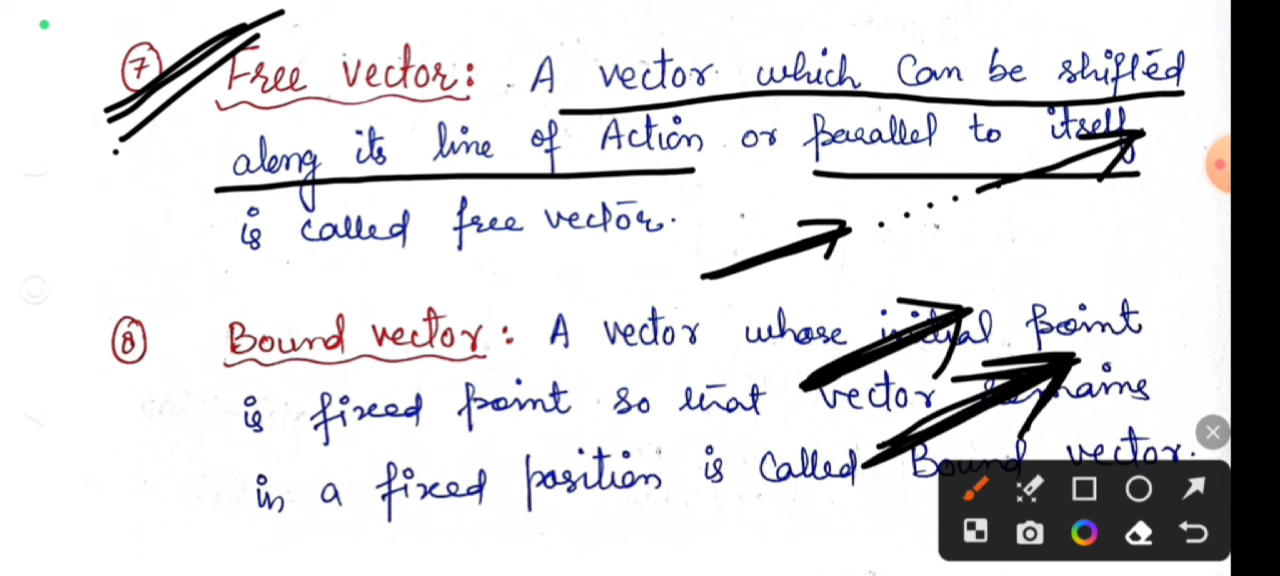 7 Free vector: A vector which can be shifted
along its line of Action or parallel to itself
is called free vector.
8 Bound vector: A vector whose initial point
is fixed point so that vector remains
in a fixed position is called Bound vector.